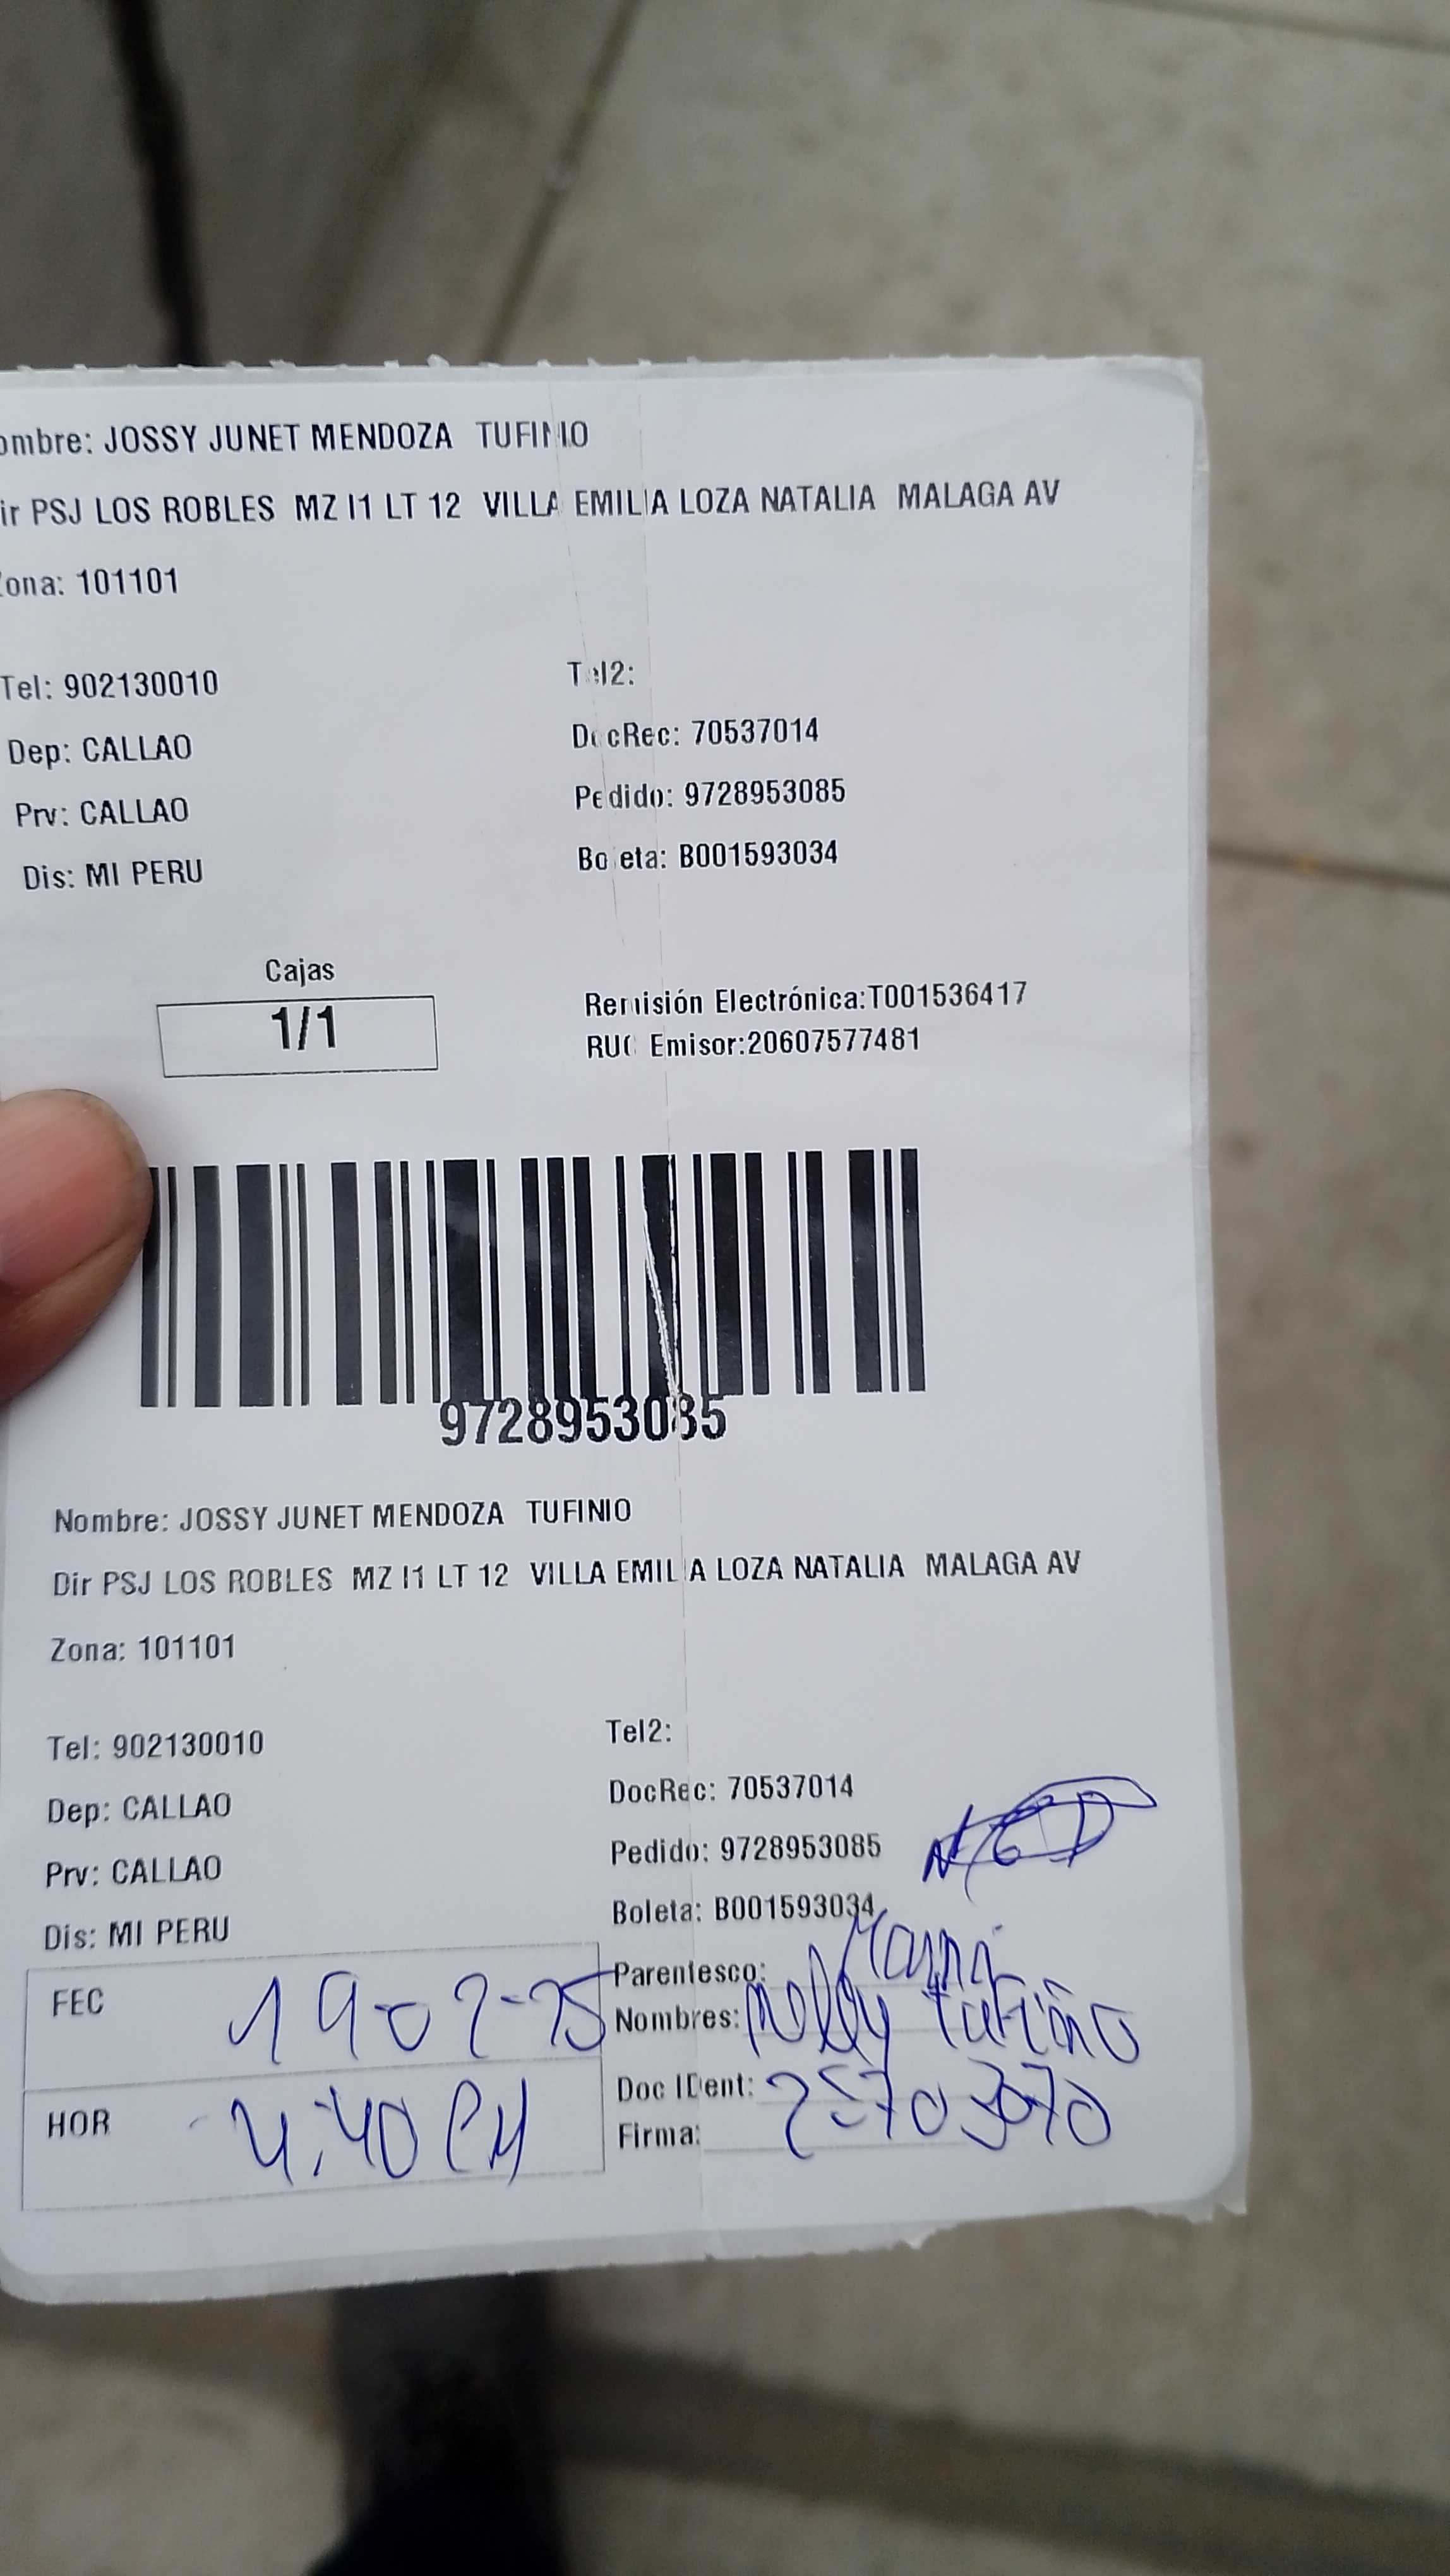 ombre: JOSSY JUNET MENDOZA TUFINIO
ir PSJ LOS ROBLES MZ I1 LT 12 VILLA EMILIA LOZA NATALIA MALAGA AV
ona: 101101
Tel: 902130010 Tel2:
Dep: CALLAO DocRec: 70537014
Prv: CALLAO Pedido: 9728953085
Dis: MI PERU Boleta: B001593034
Cajas
1/1
Remisión Electrónica:T001536417
RUC Emisor:20607577481
9728953085
Nombre: JOSSY JUNET MENDOZA TUFINIO
Dir PSJ LOS ROBLES MZ I1 LT 12 VILLA EMILIA LOZA NATALIA MALAGA AV
Zona: 101101
Tel: 902130010 Tel2:
Dep: CALLAO DocRec: 70537014
Prv: CALLAO Pedido: 9728953085
Dis: MI PERU Boleta: B001593034
FEC 19-02-25 Parentesco: Mamá
Nombres: Nelly Tufiño
HOR 4:40 PM Doc IDent: 25703070
Firma: